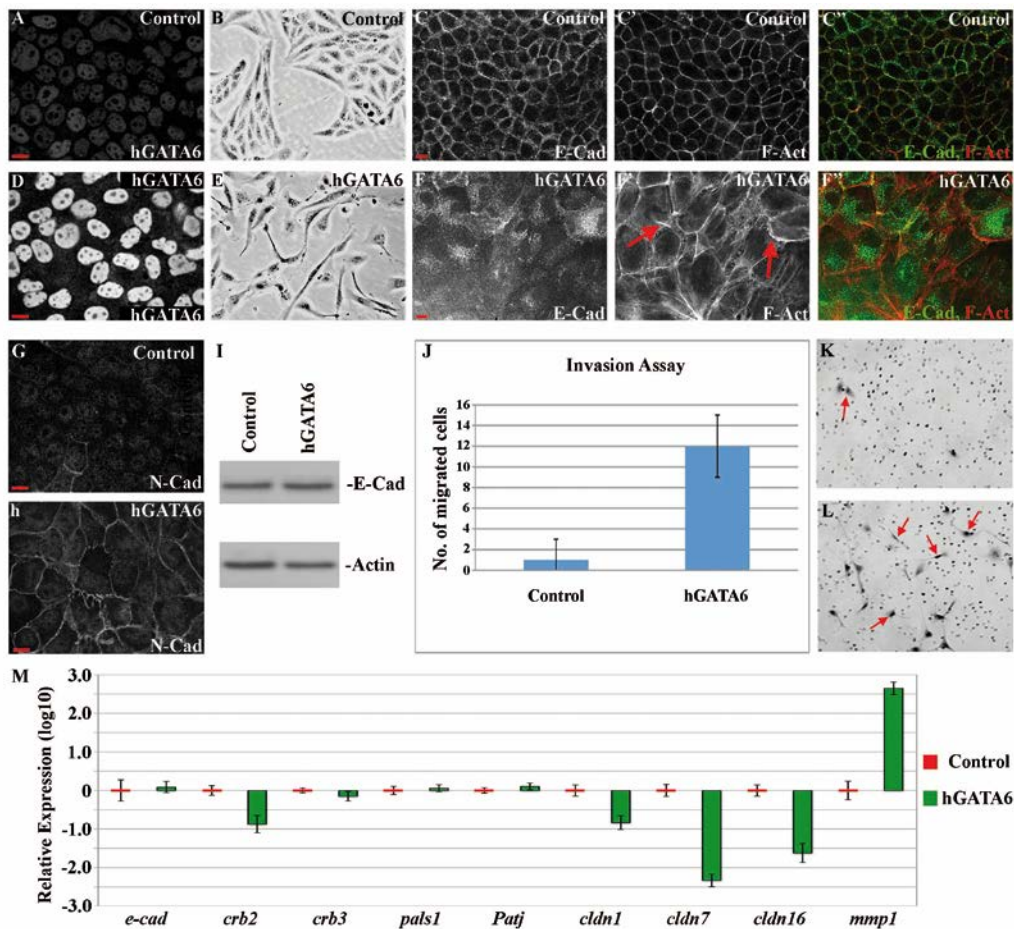 A Control
hGATA6
B Control
C Control
E-Cad
C' Control
F-Act
C" Control
E-Cad, F-Act
D hGATA6
hGATA6
E hGATA6
F hGATA6
E-Cad
F' hGATA6
F-Act
F" hGATA6
E-Cad, F-Act
G Control
N-Cad
h hGATA6
N-Cad
I
Control
hGATA6
-E-Cad
-Actin
J
Invasion Assay
No. of migrated cells
16
14
12
10
8
6
4
2
0
Control hGATA6
K
L
M
Relative Expression (log10)
3.0
2.0
1.0
0
-1.0
-2.0
-3.0
Control
hGATA6
e-cad crb2 crb3 pals1 Patj cldn1 cldn7 cldn16 mmp1